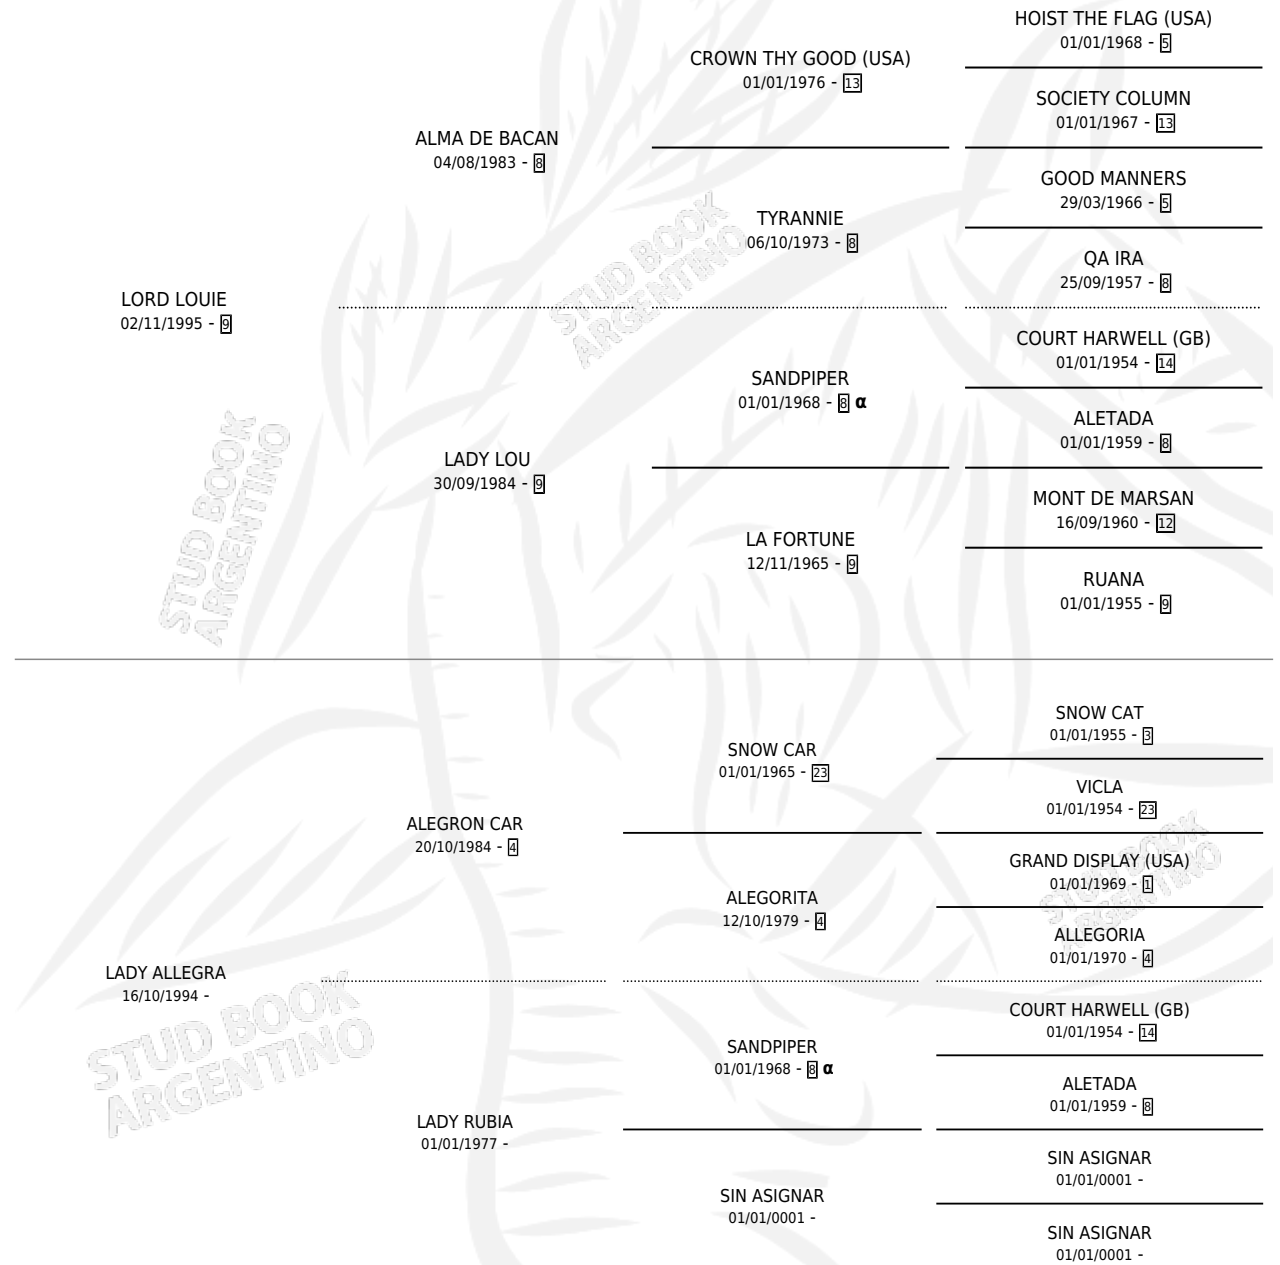 HOIST THE FLAG (USA)
01/01/1968 - 5
CROWN THY GOOD (USA)
01/01/1976 - 13
SOCIETY COLUMN
01/01/1967 - 13
ALMA DE BACAN
04/08/1983 - 8
GOOD MANNERS
29/03/1966 - 5
TYRANNIE
06/10/1973 - 8
QA IRA
25/09/1957 - 8
STUD BOOK
ARGENTINO
LORD LOUIE
02/11/1995 - 9
COURT HARWELL (GB)
01/01/1954 - 14
SANDPIPER
01/01/1968 - 8 α
ALETADA
01/01/1959 - 8
LADY LOU
30/09/1984 - 9
MONT DE MARSAN
16/09/1960 - 12
LA FORTUNE
12/11/1965 - 9
RUANA
01/01/1955 - 9
STUD BOOK
ARGENTINO
SNOW CAT
01/01/1955 - 3
SNOW CAR
01/01/1965 - 23
VICLA
01/01/1954 - 23
ALEGRON CAR
20/10/1984 - 4
GRAND DISPLAY (USA)
01/01/1969 - 1
ALEGORITA
12/10/1979 - 4
ALLEGORIA
01/01/1970 - 4
STUD BOOK
ARGENTINO
LADY ALLEGRA
16/10/1994 -
COURT HARWELL (GB)
01/01/1954 - 14
SANDPIPER
01/01/1968 - 8 α
ALETADA
01/01/1959 - 8
LADY RUBIA
01/01/1977 -
SIN ASIGNAR
01/01/0001 -
SIN ASIGNAR
01/01/0001 -
SIN ASIGNAR
01/01/0001 -
STUD BOOK
ARGENTINO